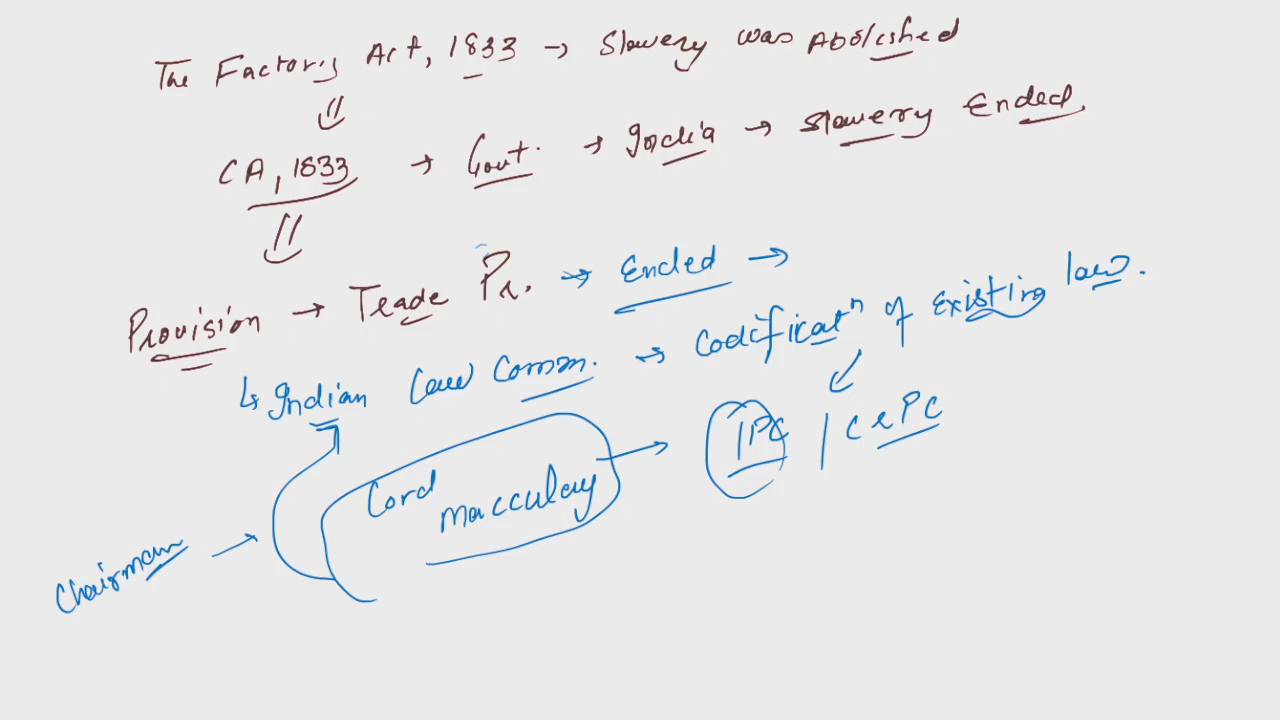 The Factory Act, 1833 → Slavery was Abolished
CA, 1833 → Govt. → India → Slavery Ended
Provision → Trade Pr. → Ended →
↳ Indian Law Comm. → Codificatn of Existing law.
Lord macculay → IPC / CrPC
Chairman →